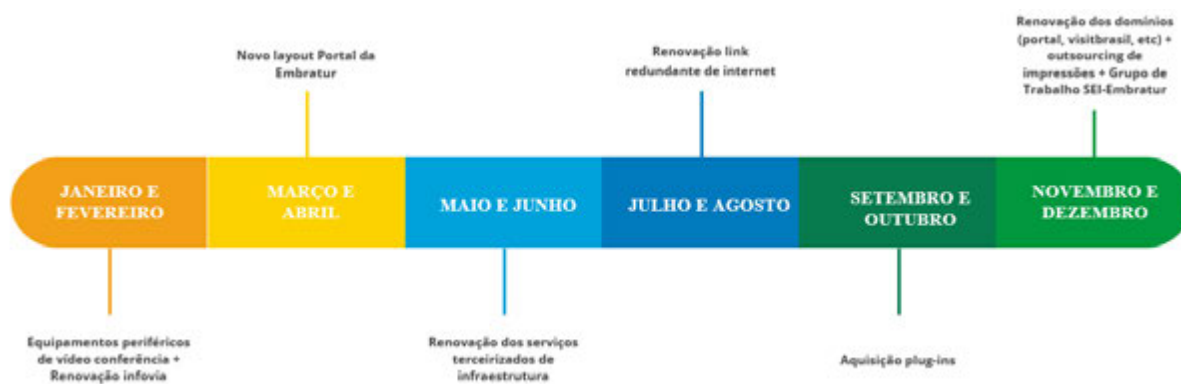 Novo layout Portal da
Embratur
Renovação link
redundante de internet
Renovação dos domínios
(portal, visitbrasil, etc) +
outsourcing de
impressões + Grupo de
Trabalho SEI-Embratur
JANEIRO E
FEVEREIRO
MARÇO E
ABRIL
MAIO E JUNHO
JULHO E AGOSTO
SETEMBRO E
OUTUBRO
NOVEMBRO E
DEZEMBRO
Equipamentos periféricos
de vídeo conferência +
Renovação infovia
Renovação dos serviços
terceirizados de
infraestrutura
Aquisição plug-ins